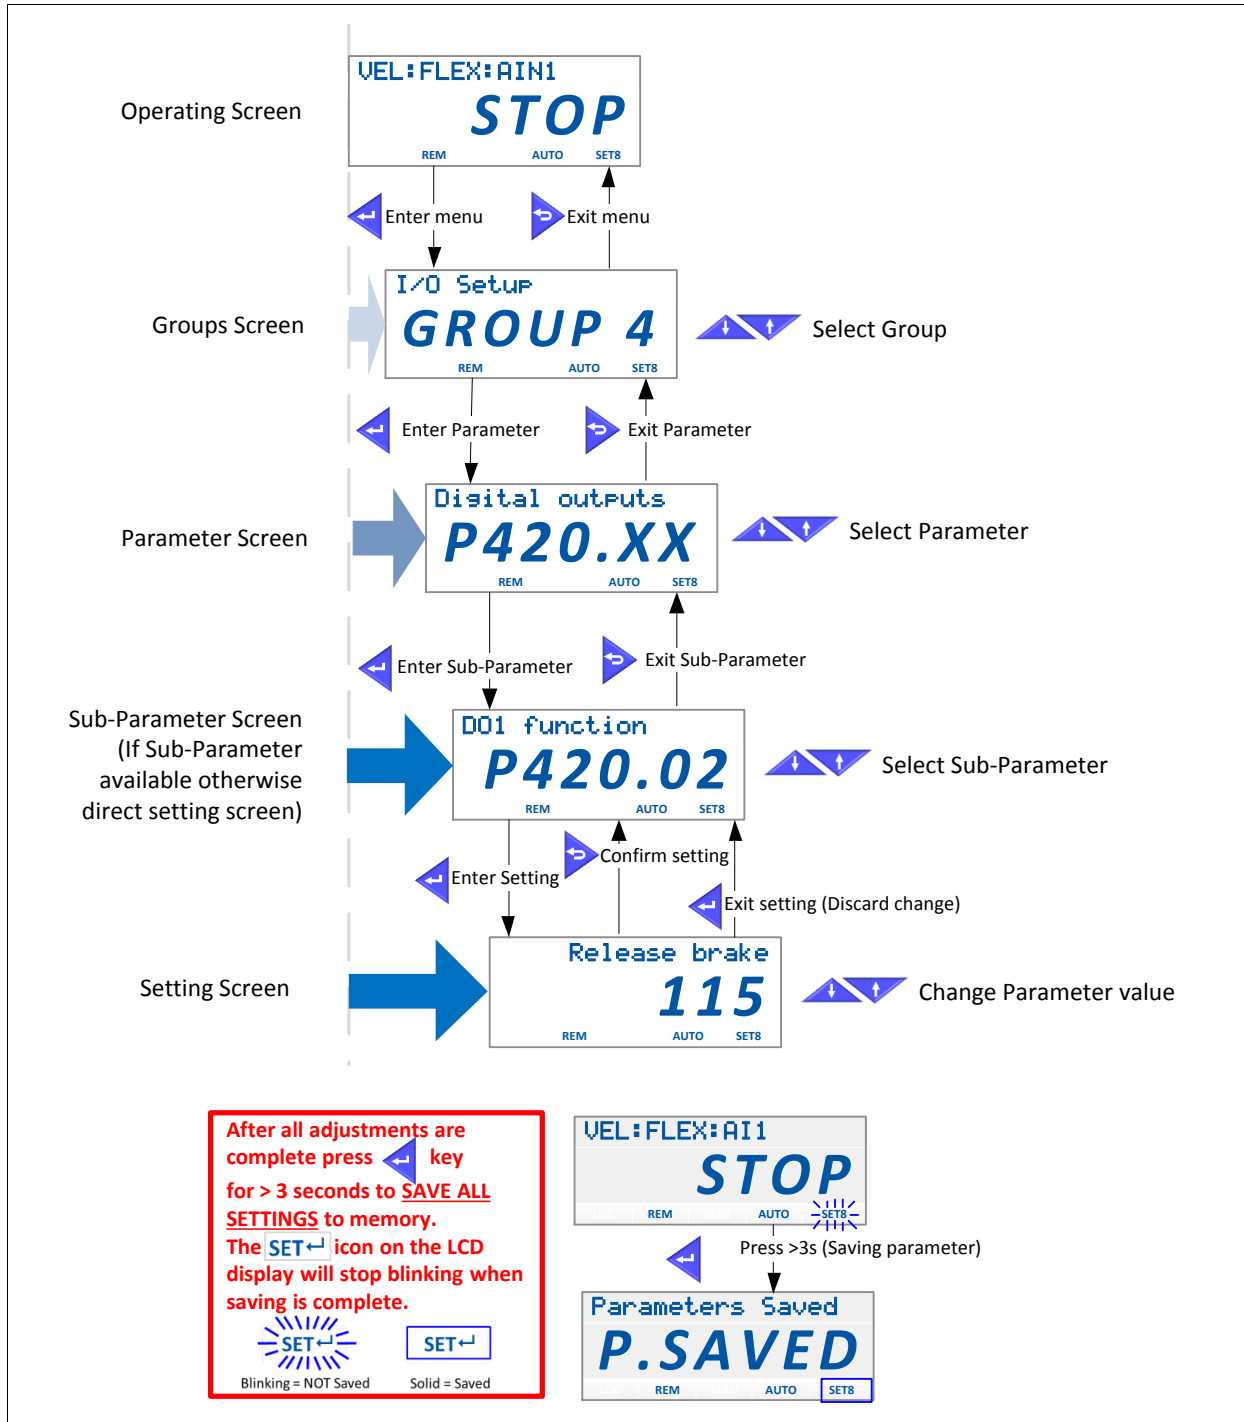 VEL:FLEX:AIN1
Operating Screen
STOP
REM AUTO SET8
Enter menu
Exit menu
I/O Setup
Groups Screen
GROUP 4
Select Group
REM AUTO SET8
Enter Parameter
Exit Parameter
Digital outputs
Parameter Screen
P420.XX
Select Parameter
REM AUTO SET8
Enter Sub-Parameter
Exit Sub-Parameter
Sub-Parameter Screen
(If Sub-Parameter
available otherwise
direct setting screen)
DO1 function
P420.02
Select Sub-Parameter
REM AUTO SET8
Confirm setting
Enter Setting
Exit setting (Discard change)
Release brake
Setting Screen
115
Change Parameter value
REM AUTO SET8
After all adjustments are
complete press key
for > 3 seconds to SAVE ALL
SETTINGS to memory.
The SET↵ icon on the LCD
display will stop blinking when
saving is complete.
SET↵ SET↵
Blinking = NOT Saved Solid = Saved
VEL:FLEX:AI1
STOP
LOC REM MAN AUTO SET8
Press >3s (Saving parameter)
Parameters Saved
P.SAVED
LOC REM MAN AUTO SET8